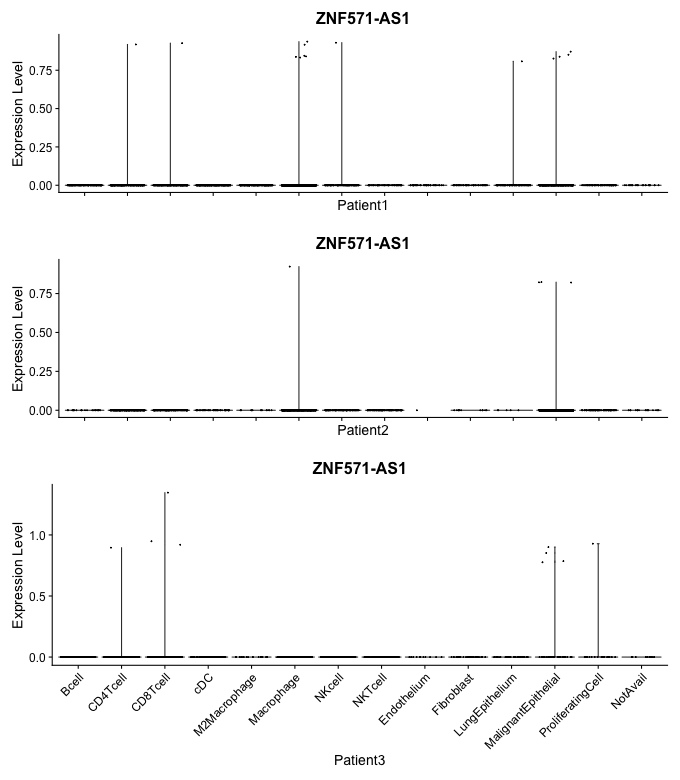 ZNF571-AS1
Expression Level
0.75
0.50
0.25
0.00
Patient1
ZNF571-AS1
Expression Level
0.75
0.50
0.25
0.00
Patient2
ZNF571-AS1
Expression Level
1.0
0.5
0.0
Bcell
CD4Tcell
CD8Tcell
cDC
M2Macrophage
Macrophage
NKcell
NKTcell
Endothelium
Fibroblast
LungEpithelium
MalignantEpithelial
ProliferatingCell
NotAvail
Patient3